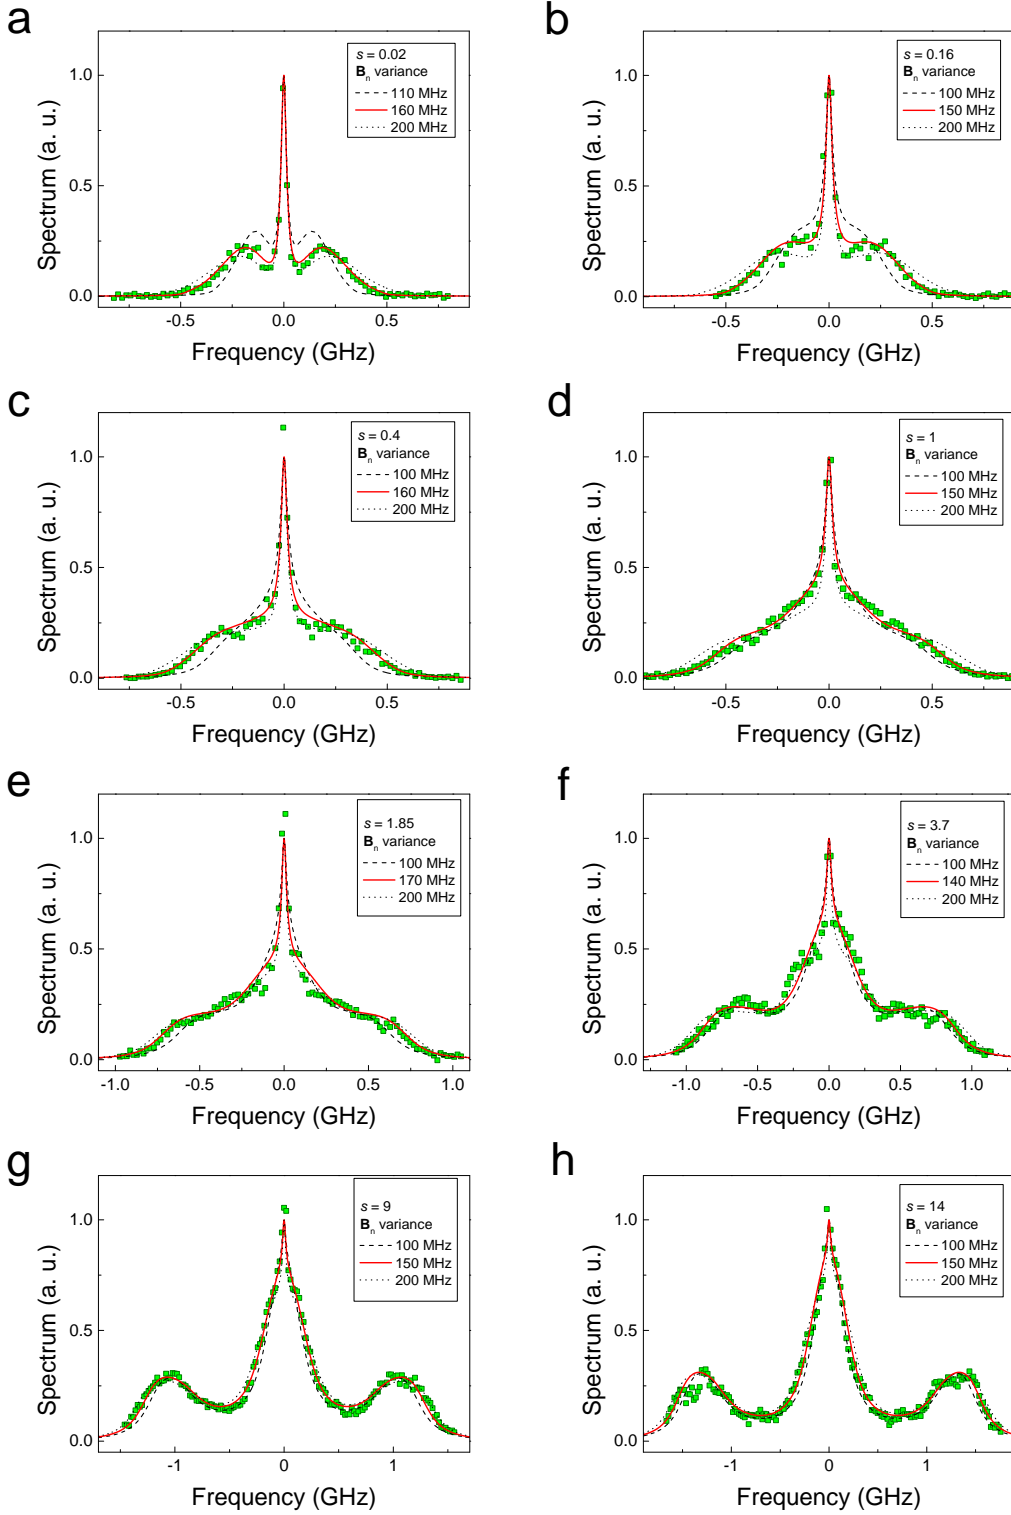 a
s = 0.02
Bn variance
110 MHz
160 MHz
200 MHz
1.0
0.5
0.0
Spectrum (a. u.)
-0.5
0.0
0.5
Frequency (GHz)
b
s = 0.16
Bn variance
100 MHz
150 MHz
200 MHz
1.0
0.5
0.0
Spectrum (a. u.)
-0.5
0.0
0.5
Frequency (GHz)
c
s = 0.4
Bn variance
100 MHz
160 MHz
200 MHz
1.0
0.5
0.0
Spectrum (a. u.)
-0.5
0.0
0.5
Frequency (GHz)
d
s = 1
Bn variance
100 MHz
150 MHz
200 MHz
1.0
0.5
0.0
Spectrum (a. u.)
-0.5
0.0
0.5
Frequency (GHz)
e
s = 1.85
Bn variance
100 MHz
170 MHz
200 MHz
1.0
0.5
0.0
Spectrum (a. u.)
-1.0
-0.5
0.0
0.5
1.0
Frequency (GHz)
f
s = 3.7
Bn variance
100 MHz
140 MHz
200 MHz
1.0
0.5
0.0
Spectrum (a. u.)
-1.0
-0.5
0.0
0.5
1.0
Frequency (GHz)
g
s = 9
Bn variance
100 MHz
150 MHz
200 MHz
1.0
0.5
0.0
Spectrum (a. u.)
-1
0
1
Frequency (GHz)
h
s = 14
Bn variance
100 MHz
150 MHz
200 MHz
1.0
0.5
0.0
Spectrum (a. u.)
-1
0
1
Frequency (GHz)